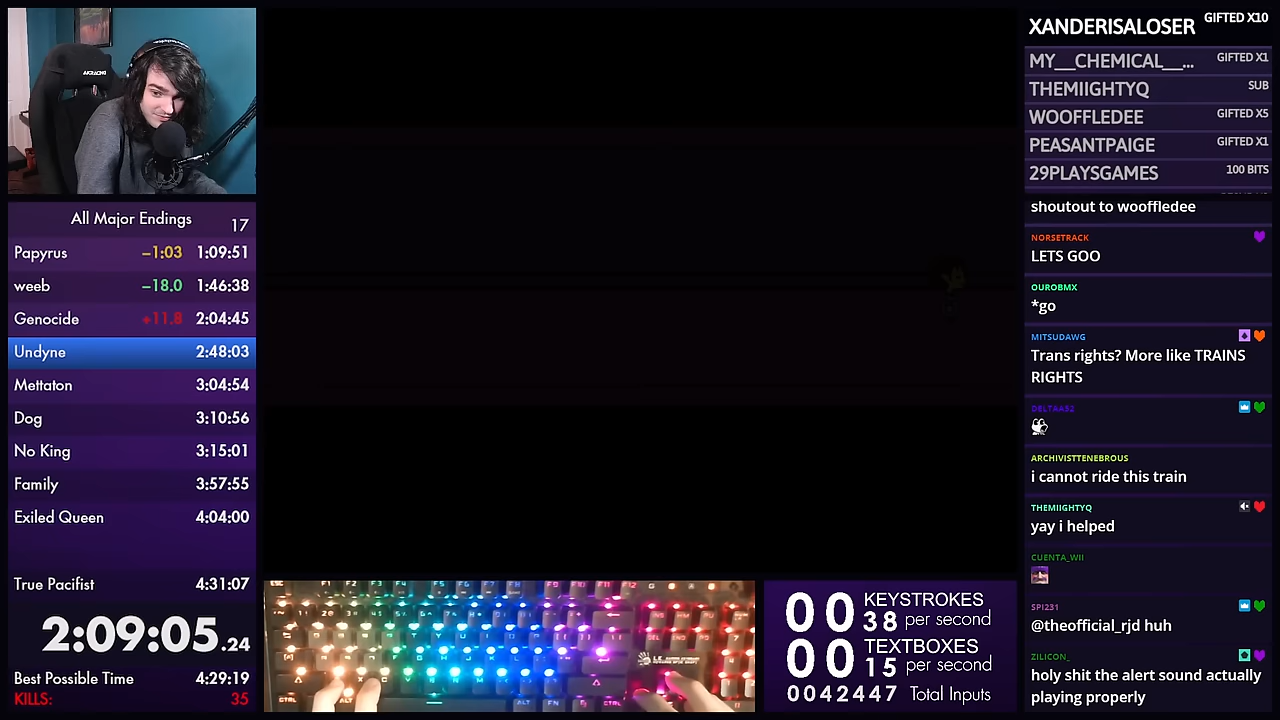 All Major Endings 17
Papyrus −1:03 1:09:51
weeb −18.0 1:46:38
Genocide +11.8 2:04:45
Undyne 2:48:03
Mettaton 3:04:54
Dog 3:10:56
No King 3:15:01
Family 3:57:55
Exiled Queen 4:04:00
True Pacifist 4:31:07
2:09:05.24
Best Possible Time 4:29:19
KILLS: 35
AKRACING
00.38 KEYSTROKES per second
00.15 TEXTBOXES per second
0042447 Total Inputs
XANDERISALOSER GIFTED X10
MY__CHEMICAL__... GIFTED X1
THEMIIGHTYQ SUB
WOOFFLEDEE GIFTED X5
PEASANTPAIGE GIFTED X1
29PLAYSGAMES 100 BITS
shoutout to wooffledee
NORSETRACK
LETS GOO
OUROBMX
*go
MITSUDAWG
Trans rights? More like TRAINS
RIGHTS
DELTAA52
ARCHIVISTTENEBROUS
i cannot ride this train
THEMIIGHTYQ
yay i helped
CUENTA_WII
SPI231
@theofficial_rjd huh
ZILICON_
holy shit the alert sound actually
playing properly